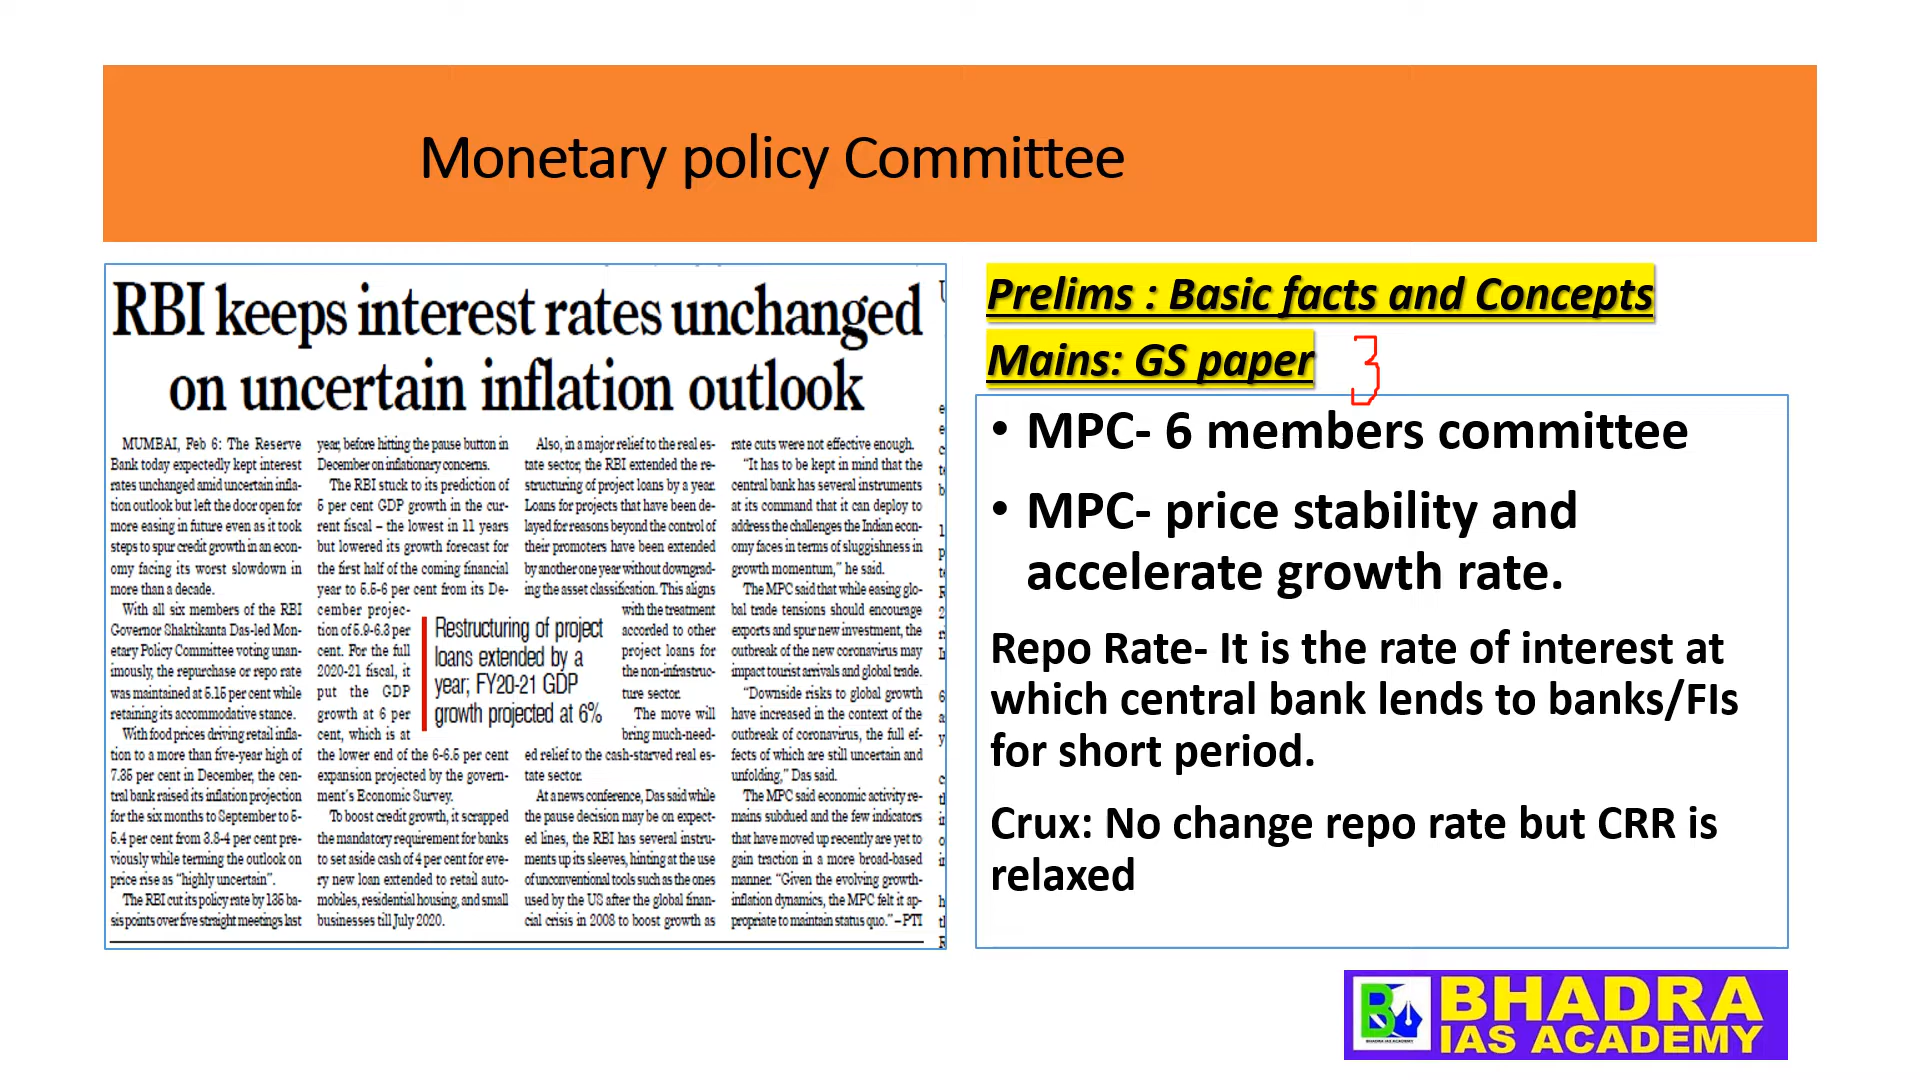 Monetary policy Committee
RBI keeps interest rates unchanged
on uncertain inflation outlook
MUMBAI, Feb 6: The Reserve
Bank today expectedly kept interest
rates unchanged amid uncertain infla-
tion outlook but left the door open for
more easing in future even as it took
steps to spur credit growth in an econ-
omy facing its worst slowdown in
more than a decade.
With all six members of the RBI
Governor Shaktikanta Das-led Mon-
etary Policy Committee voting unan-
imously, the repurchase or repo rate
was maintained at 5.15 per cent while
retaining its accommodative stance.
With food prices driving retail infla-
tion to a more than five-year high of
7.35 per cent in December, the cen-
tral bank raised its inflation projection
for the six months to September to 5-
5.4 per cent from 3.8-4 per cent pre-
viously while terming the outlook on
price rise as “highly uncertain”.
The RBI cut its policy rate by 135 ba-
sis points over five straight meetings last
year, before hitting the pause button in
December on inflationary concerns.
The RBI stuck to its prediction of
5 per cent GDP growth in the cur-
rent fiscal – the lowest in 11 years
but lowered its growth forecast for
the first half of the coming financial
year to 5.5-6 per cent from its De-
cember projec-
tion of 5.9-6.3 per
cent. For the full
2020-21 fiscal, it
put the GDP
growth at 6 per
cent, which is at
the lower end of the 6-6.5 per cent
expansion projected by the govern-
ment's Economic Survey.
To boost credit growth, it scrapped
the mandatory requirement for banks
to set aside cash of 4 per cent for eve-
ry new loan extended to retail auto-
mobiles, residential housing, and small
businesses till July 2020.
Restructuring of project
loans extended by a
year; FY20-21 GDP
growth projected at 6%
Also, in a major relief to the real es-
tate sector, the RBI extended the re-
structuring of project loans by a year.
Loans for projects that have been de-
layed for reasons beyond the control of
their promoters have been extended
by another one year without downgrad-
ing the asset classification. This aligns
with the treatment
accorded to other
project loans for
the non-infrastruc-
ture sector.
The move will
bring much-need-
ed relief to the cash-starved real es-
tate sector.
At a news conference, Das said while
the pause decision may be on expect-
ed lines, the RBI has several instru-
ments up its sleeves, hinting at the use
of unconventional tools such as the ones
used by the US after the global finan-
cial crisis in 2008 to boost growth as
rate cuts were not effective enough.
“It has to be kept in mind that the
central bank has several instruments
at its command that it can deploy to
address the challenges the Indian econ-
omy faces in terms of sluggishness in
growth momentum,” he said.
The MPC said that while easing glo-
bal trade tensions should encourage
exports and spur new investment, the
outbreak of the new coronavirus may
impact tourist arrivals and global trade.
“Downside risks to global growth
have increased in the context of the
outbreak of coronavirus, the full ef-
fects of which are still uncertain and
unfolding,” Das said.
The MPC said economic activity re-
mains subdued and the few indicators
that have moved up recently are yet to
gain traction in a more broad-based
manner. “Given the evolving growth-
inflation dynamics, the MPC felt it ap-
propriate to maintain status quo.” – PTI
Prelims : Basic facts and Concepts
Mains: GS paper 3
• MPC- 6 members committee
• MPC- price stability and
accelerate growth rate.
Repo Rate- It is the rate of interest at
which central bank lends to banks/FIs
for short period.
Crux: No change repo rate but CRR is
relaxed
BHADRA
IAS ACADEMY
BHADRA IAS ACADEMY